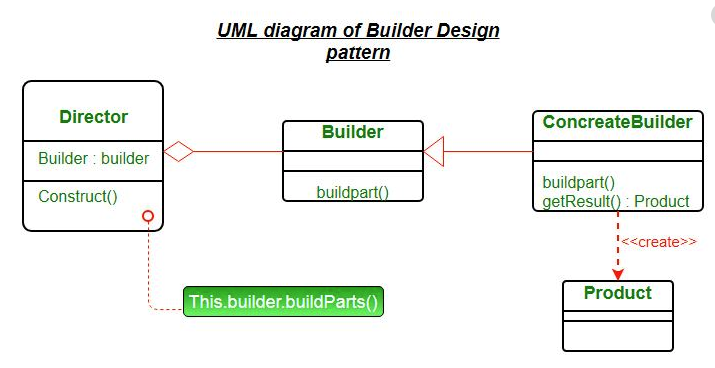 UML diagram of Builder Design
pattern
Director
Builder : builder
Construct()
Builder
buildpart()
ConcreateBuilder
buildpart()
getResult() : Product
<<create>>
This.builder.buildParts()
Product